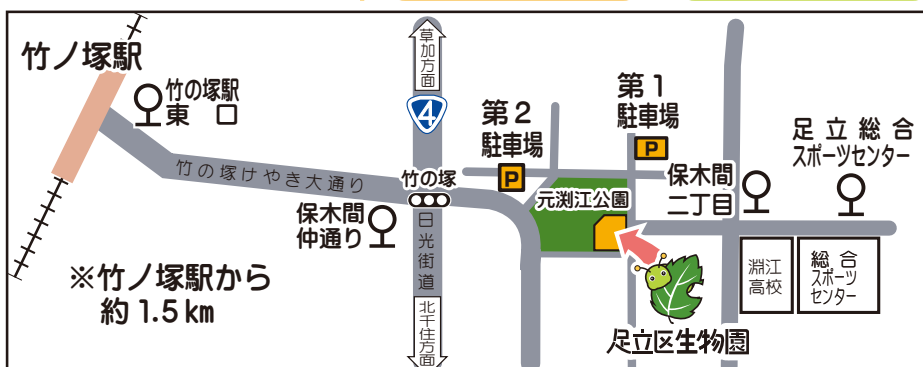 竹ノ塚駅
竹の塚駅
東 口
竹の塚けやき大通り
保木間
仲通り
※竹ノ塚駅から
約1.5km
草加方面
4
竹の塚
日光街道
北千住方面
第2
駐車場
P
第1
駐車場
P
元渕江公園
保木間
二丁目
足立総合
スポーツセンター
淵江
高校
総合
スポーツ
センター
足立区生物園